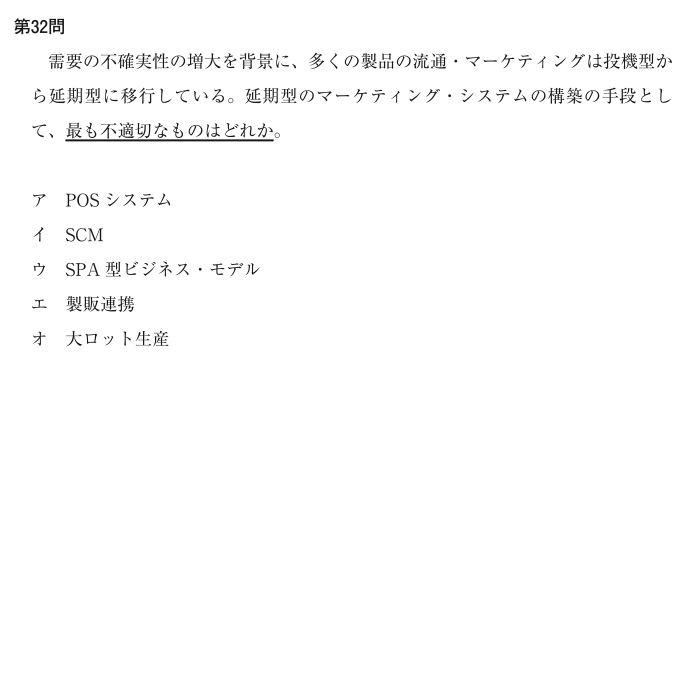 第32問
需要の不確実性の増大を背景に、多くの製品の流通・マーケティングは投機型か
ら延期型に移行している。延期型のマーケティング・システムの構築の手段とし
て、最も不適切なものはどれか。
ア　POS システム
イ　SCM
ウ　SPA 型ビジネス・モデル
エ　製販連携
オ　大ロット生産